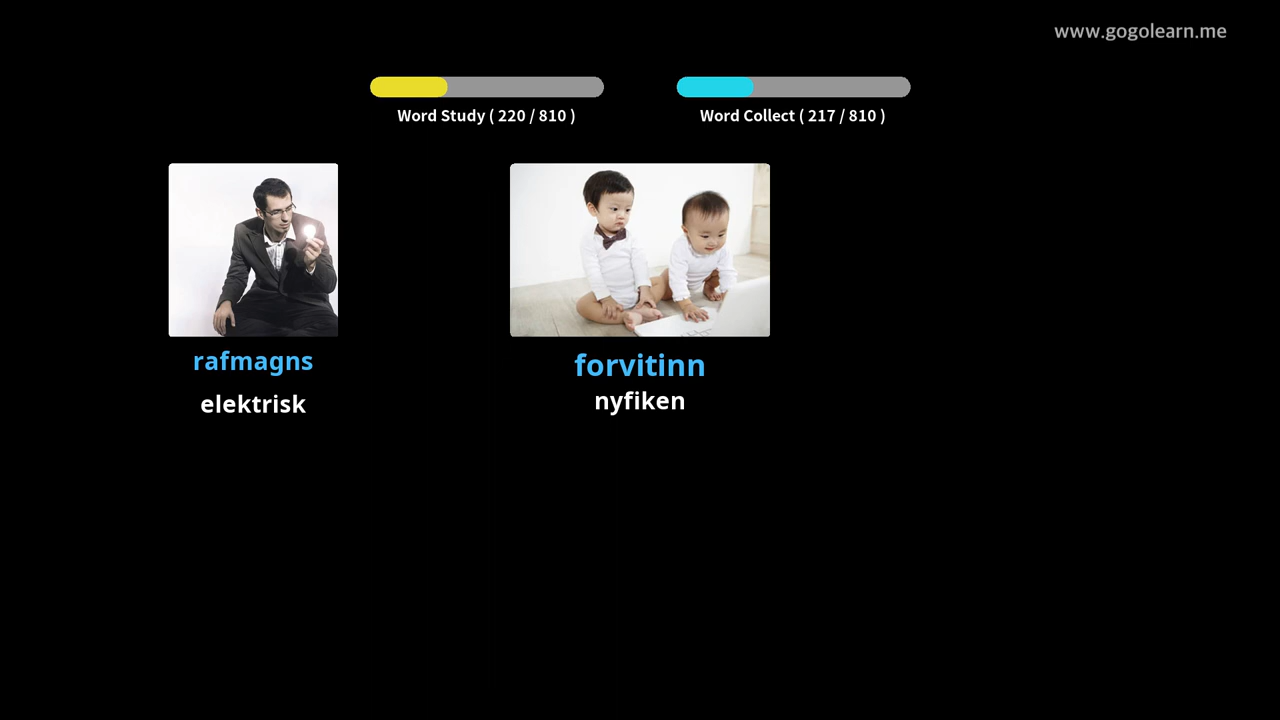 www.gogolearn.me
Word Study ( 220 / 810 )
Word Collect ( 217 / 810 )
rafmagns
elektrisk
forvitinn
nyfiken